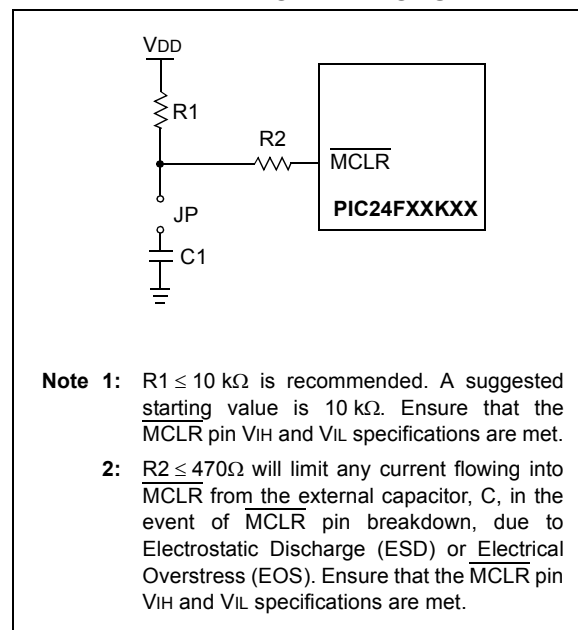 VDD
R1
R2
MCLR
PIC24FXXKXX
JP
C1
Note 1: R1 ≤ 10 kΩ is recommended. A suggested
starting value is 10 kΩ. Ensure that the
MCLR pin VIH and VIL specifications are met.
2: R2 ≤ 470Ω will limit any current flowing into
MCLR from the external capacitor, C, in the
event of MCLR pin breakdown, due to
Electrostatic Discharge (ESD) or Electrical
Overstress (EOS). Ensure that the MCLR pin
VIH and VIL specifications are met.